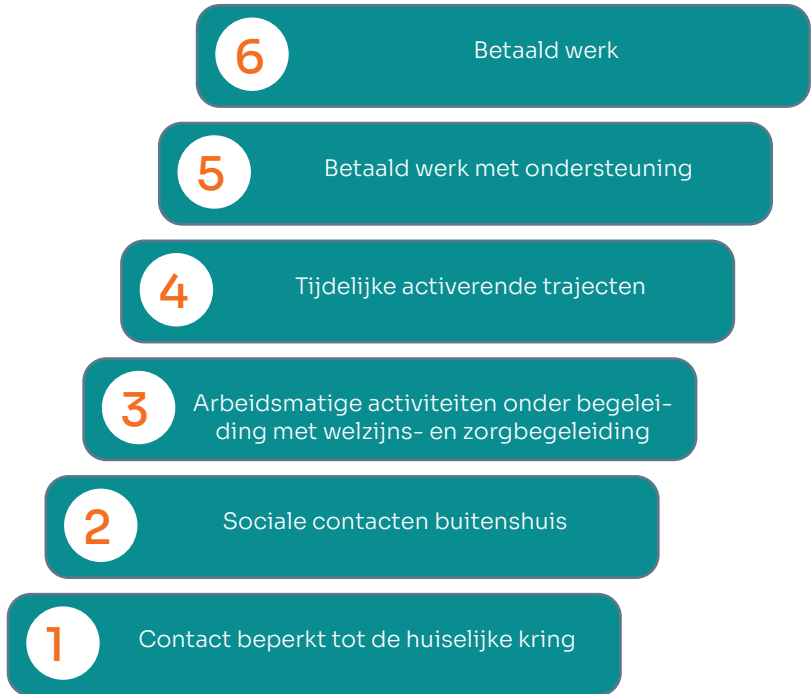 6
Betaald werk
5
Betaald werk met ondersteuning
4
Tijdelijke activerende trajecten
3
Arbeidsmatige activiteiten onder begelei-
ding met welzijns- en zorgbegeleiding
2
Sociale contacten buitenshuis
1
Contact beperkt tot de huiselijke kring